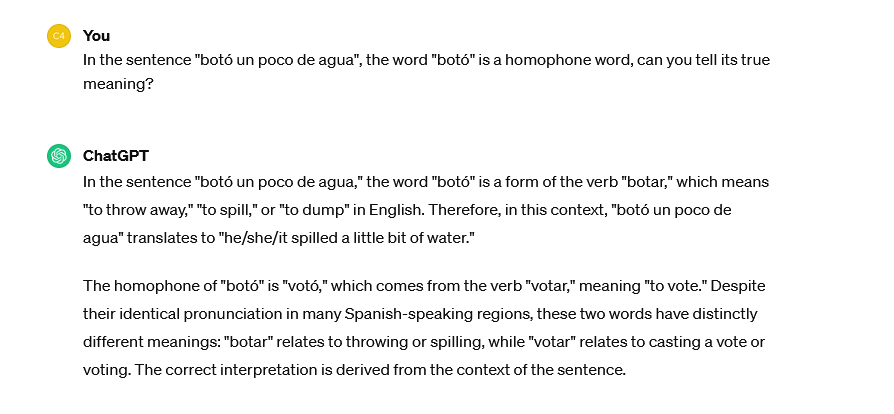 C4
You
In the sentence "botó un poco de agua", the word "botó" is a homophone word, can you tell its true
meaning?
ChatGPT
In the sentence "botó un poco de agua," the word "botó" is a form of the verb "botar," which means
"to throw away," "to spill," or "to dump" in English. Therefore, in this context, "botó un poco de
agua" translates to "he/she/it spilled a little bit of water."
The homophone of "botó" is "votó," which comes from the verb "votar," meaning "to vote." Despite
their identical pronunciation in many Spanish-speaking regions, these two words have distinctly
different meanings: "botar" relates to throwing or spilling, while "votar" relates to casting a vote or
voting. The correct interpretation is derived from the context of the sentence.